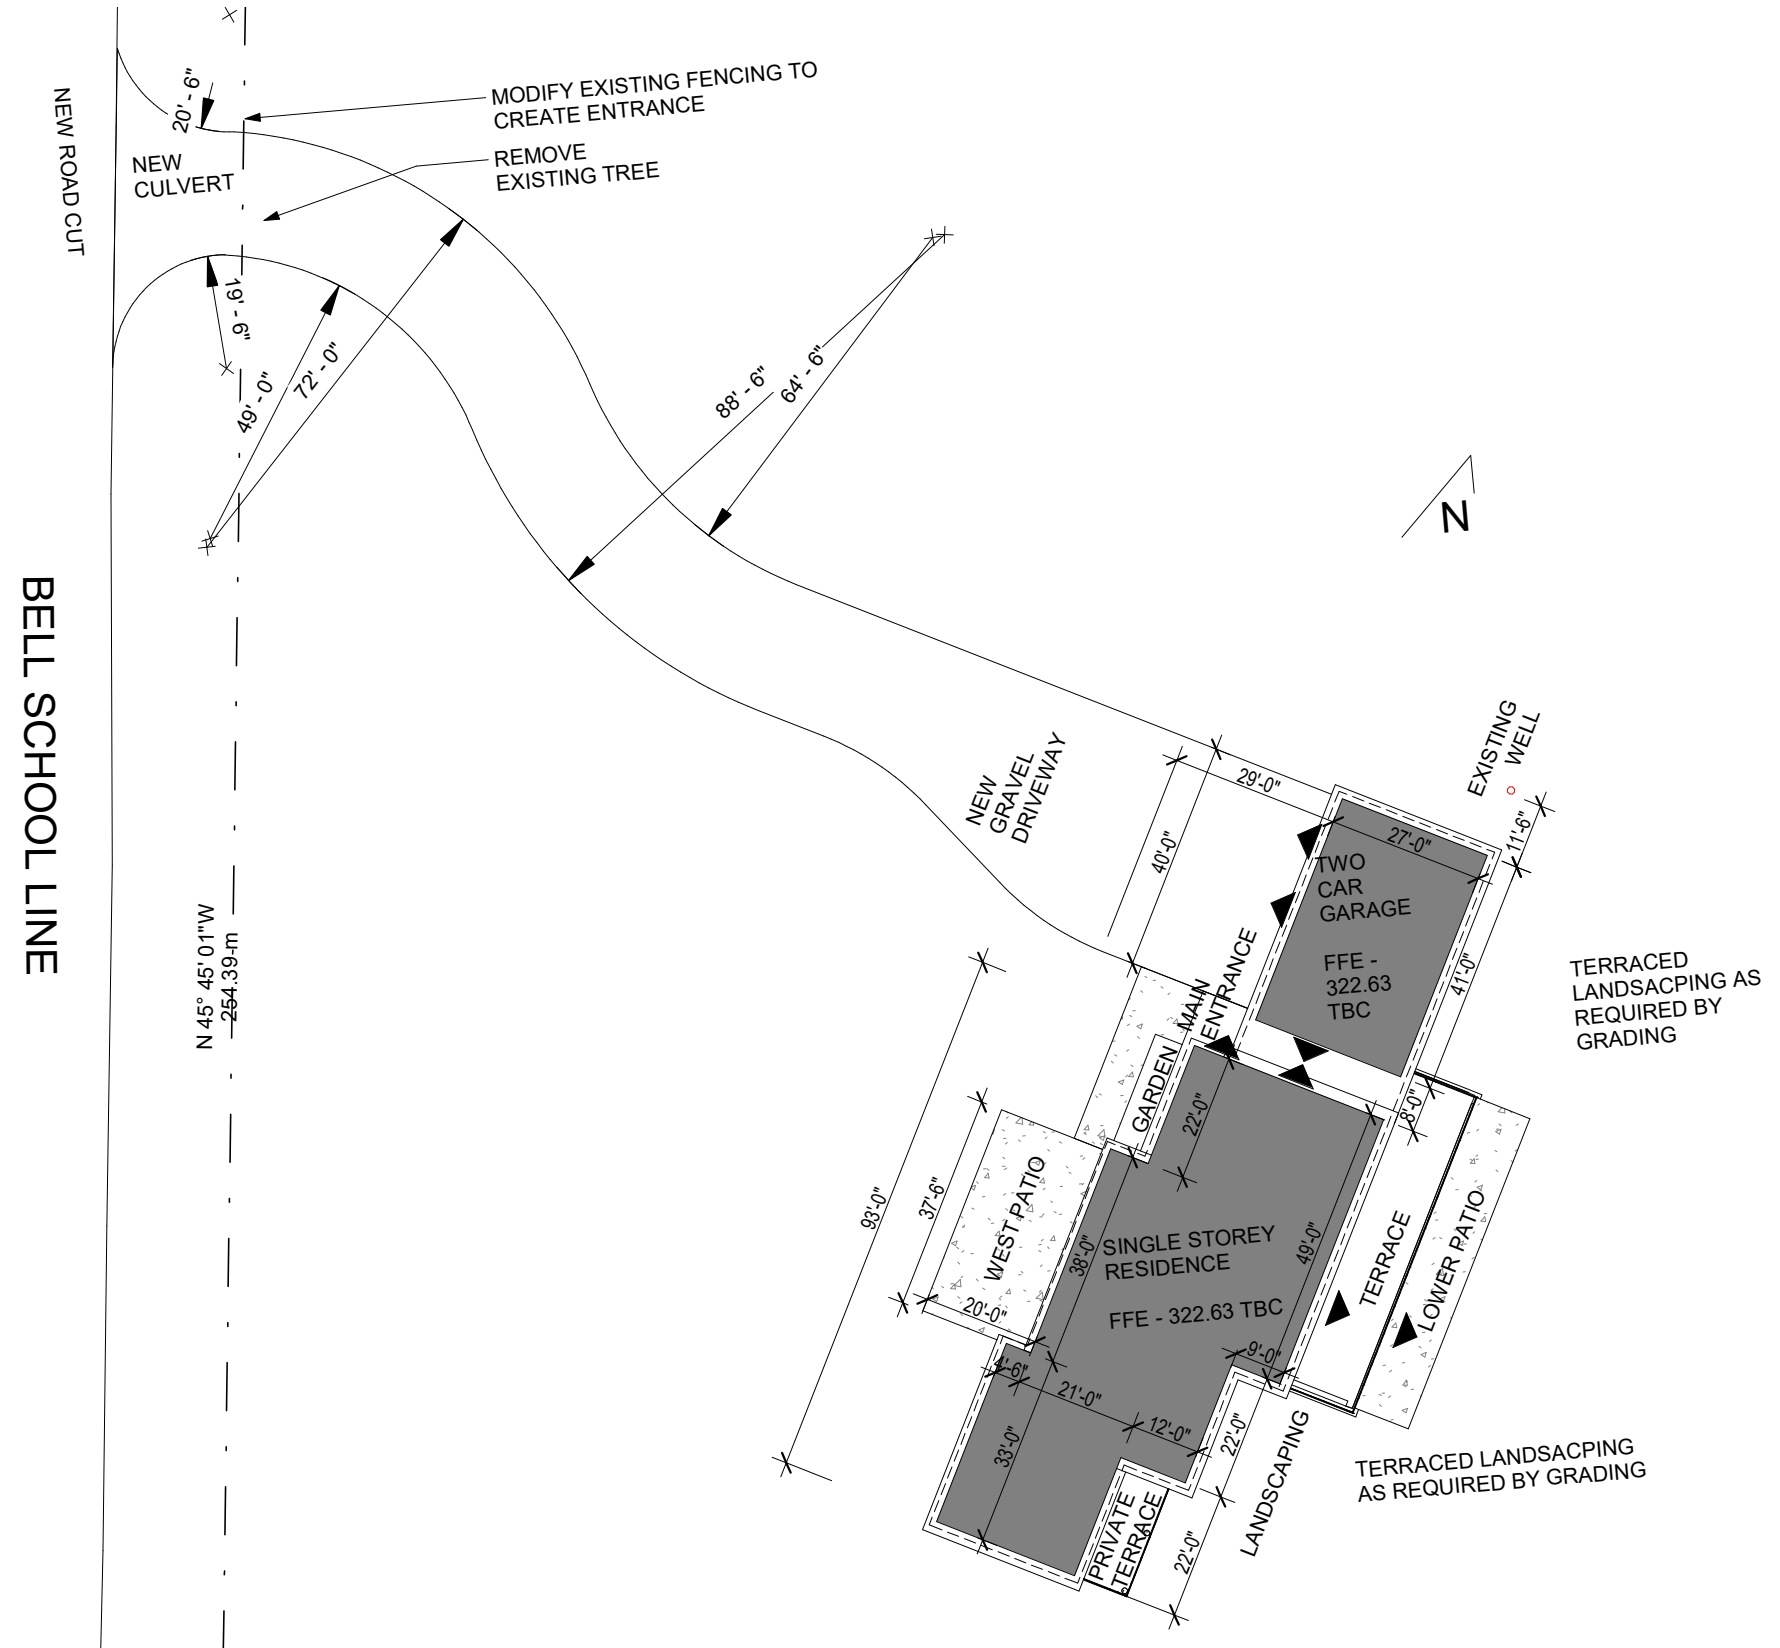 20' - 6"
MODIFY EXISTING FENCING TO
CREATE ENTRANCE
NEW ROAD CUT
NEW
CULVERT
REMOVE
EXISTING TREE
19' - 6"
49' - 0"
72' - 0"
88' - 6"
64' - 6"
N
BELL SCHOOL LINE
N 45° 45' 01"W
254.39-m
NEW
GRAVEL
DRIVEWAY
29'-0"
40'-0"
EXISTING
WELL
11'-6"
27'-0"
TWO
CAR
GARAGE
FFE -
322.63
TBC
41'-0"
TERRACED
LANDSACPING AS
REQUIRED BY
GRADING
MAIN
ENTRANCE
GARDEN
22'-0"
8'-0"
93'-0"
37'-6"
WEST PATIO
20'-0"
38'-0"
SINGLE STOREY
RESIDENCE
FFE - 322.63 TBC
49'-0"
TERRACE
LOWER PATIO
9'-0"
4'-6"
21'-0"
12'-0"
33'-0"
22'-0"
LANDSCAPING
TERRACED LANDSACPING
AS REQUIRED BY GRADING
PRIVATE
TERRACE
22'-0"